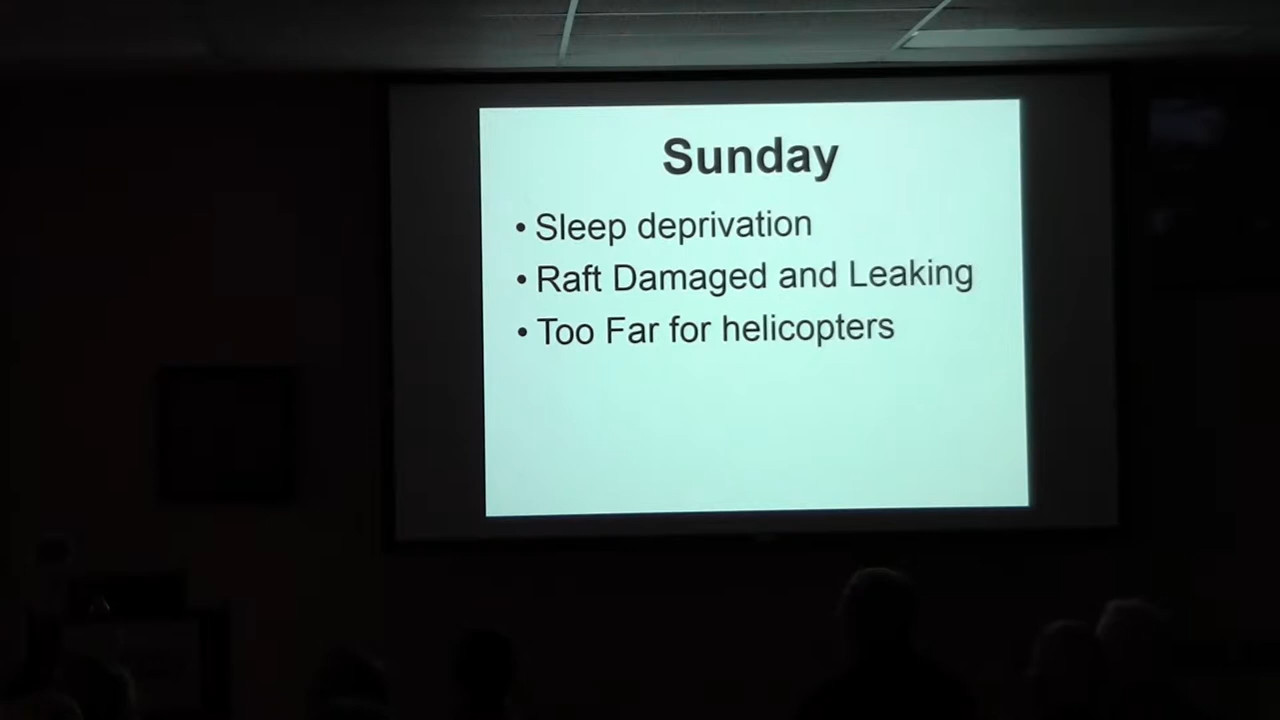 Sunday
• Sleep deprivation
• Raft Damaged and Leaking
• Too Far for helicopters